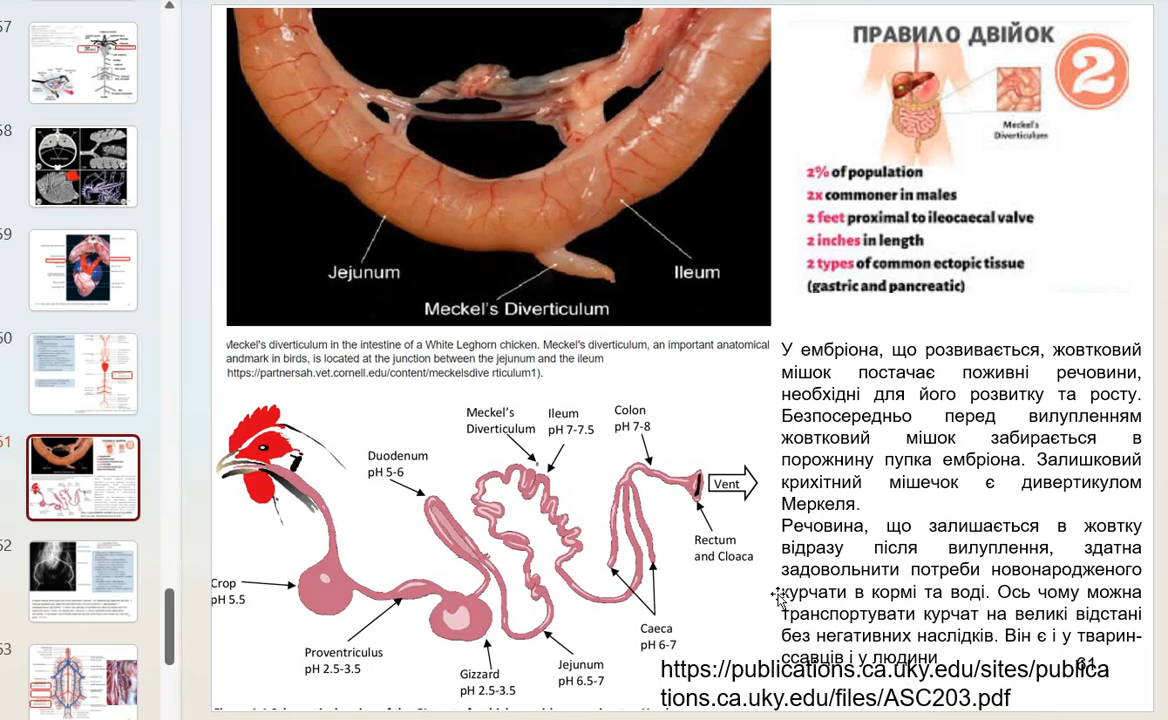 57
58
59
60
61
62
63
Jejunum
Ileum
Meckel's Diverticulum
ПРАВИЛО ДВІЙОК
2
Meckel's
Diverticulum
2% of population
2x commoner in males
2 feet proximal to ileocaecal valve
2 inches in length
2 types of common ectopic tissue
(gastric and pancreatic)
Meckel's diverticulum in the intestine of a White Leghorn chicken. Meckel's diverticulum, an important anatomical
andmark in birds, is located at the junction between the jejunum and the ileum
https://partnersah.vet.cornell.edu/content/meckelsdive rticulum1).
Meckel's
Diverticulum
Ileum
pH 7-7.5
Colon
pH 7-8
Duodenum
pH 5-6
Vent
Rectum
and Cloaca
Crop
pH 5.5
Caeca
pH 6-7
Proventriculus
pH 2.5-3.5
Gizzard
pH 2.5-3.5
Jejunum
pH 6.5-7
У ембріона, що розвивається, жовтковий
мішок постачає поживні речовини,
необхідні для його розвитку та росту.
Безпосередньо перед вилупленням
жовтковий мішок забирається в
порожнину пупка ембріона. Залишковий
крихітний мішечок є дивертикулом
Меркеля.
Речовина, що залишається в жовтку
відразу після вилуплення, здатна
задовольнити потреби новонародженого
курчати в кормі та воді. Ось чому можна
транспортувати курчат на великі відстані
без негативних наслідків. Він є і у тварин-
ссавців і у людини
61
https://publications.ca.uky.edu/sites/publica
tions.ca.uky.edu/files/ASC203.pdf